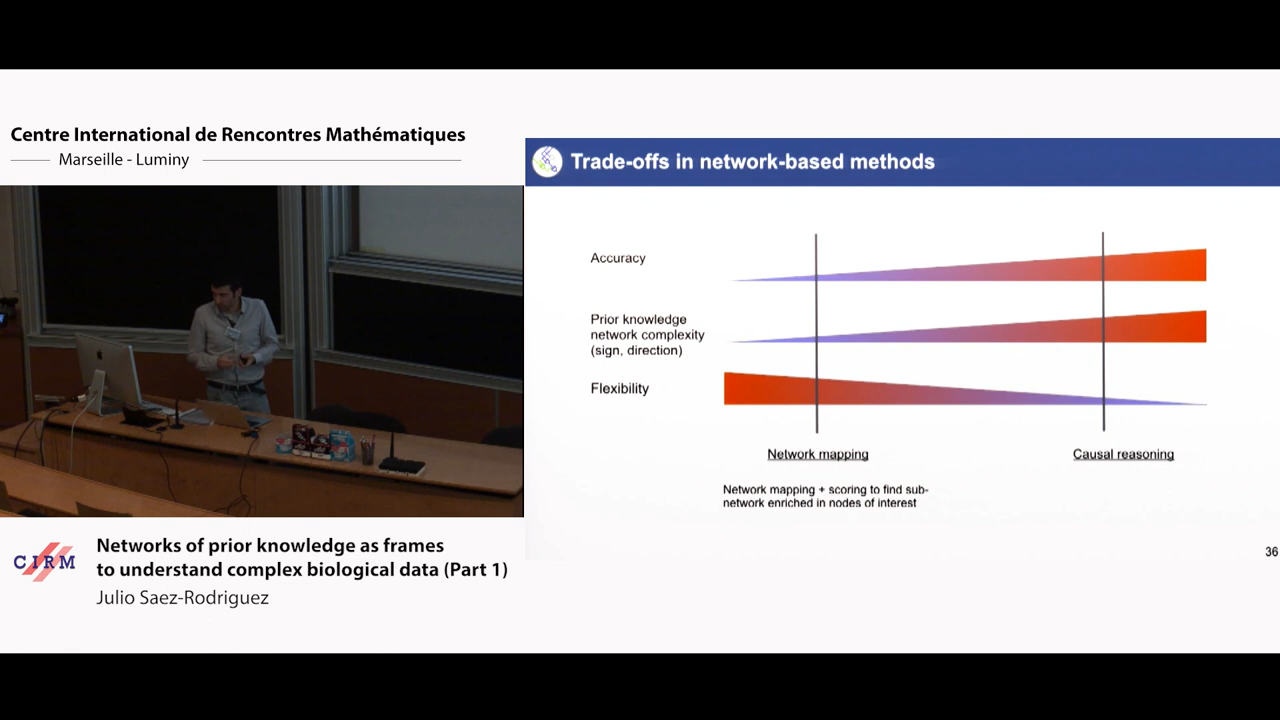 Centre International de Rencontres Mathématiques
Marseille - Luminy
Trade-offs in network-based methods
Accuracy
Prior knowledge
network complexity
(sign, direction)
Flexibility
Network mapping
Causal reasoning
Network mapping + scoring to find sub-
network enriched in nodes of interest
36
CIRM
Networks of prior knowledge as frames
to understand complex biological data (Part 1)
Julio Saez-Rodriguez